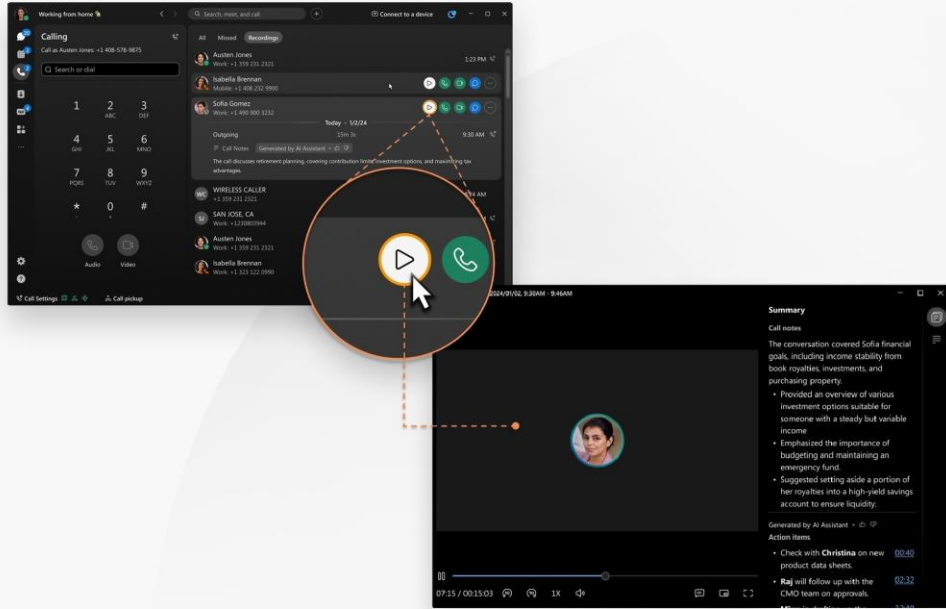 Working from home
Search, meet, and call
Connect to a device
Calling
Call as Austen Jones: +1 408-578-9875
Search or dial
1
2
ABC
3
DEF
4
GHI
5
JKL
6
MNO
7
PQRS
8
TUV
9
WXYZ
*
0
+
#
Audio
Video
Call Settings
Call pickup
All Missed Recordings
Austen Jones
Work: +1 359 231 2321
1:23 PM
Isabella Brennan
Mobile: +1 408 232 9900
Sofia Gomez
Work: +1 490 900 3232
Today - 1/2/24
Outgoing 15m 3s 9:30 AM
Call Notes Generated by AI Assistant
The call discusses retirement planning, covering contribution limits investment options, and maximizing tax
advantages.
WC WIRELESS CALLER
+1 359 231 2321
AM
SJ SAN JOSE, CA
Work: +1230803944
Austen Jones
Work: +1 359 231 2321
Isabella Brennan
Work: +1 323 122 0990
2024/01/02, 9:30AM - 9:46AM
Summary
Call notes
The conversation covered Sofia financial
goals, including income stability from
book royalties, investments, and
purchasing property.
• Provided an overview of various
investment options suitable for
someone with a steady but variable
income
• Emphasized the importance of
budgeting and maintaining an
emergency fund.
• Suggested setting aside a portion of
her royalties into a high-yield savings
account to ensure liquidity.
Generated by AI Assistant
Action items
• Check with Christina on new 00:40
product data sheets.
• Raj will follow up with the 02:32
CMO team on approvals.
07:15 / 00:15:03
1X